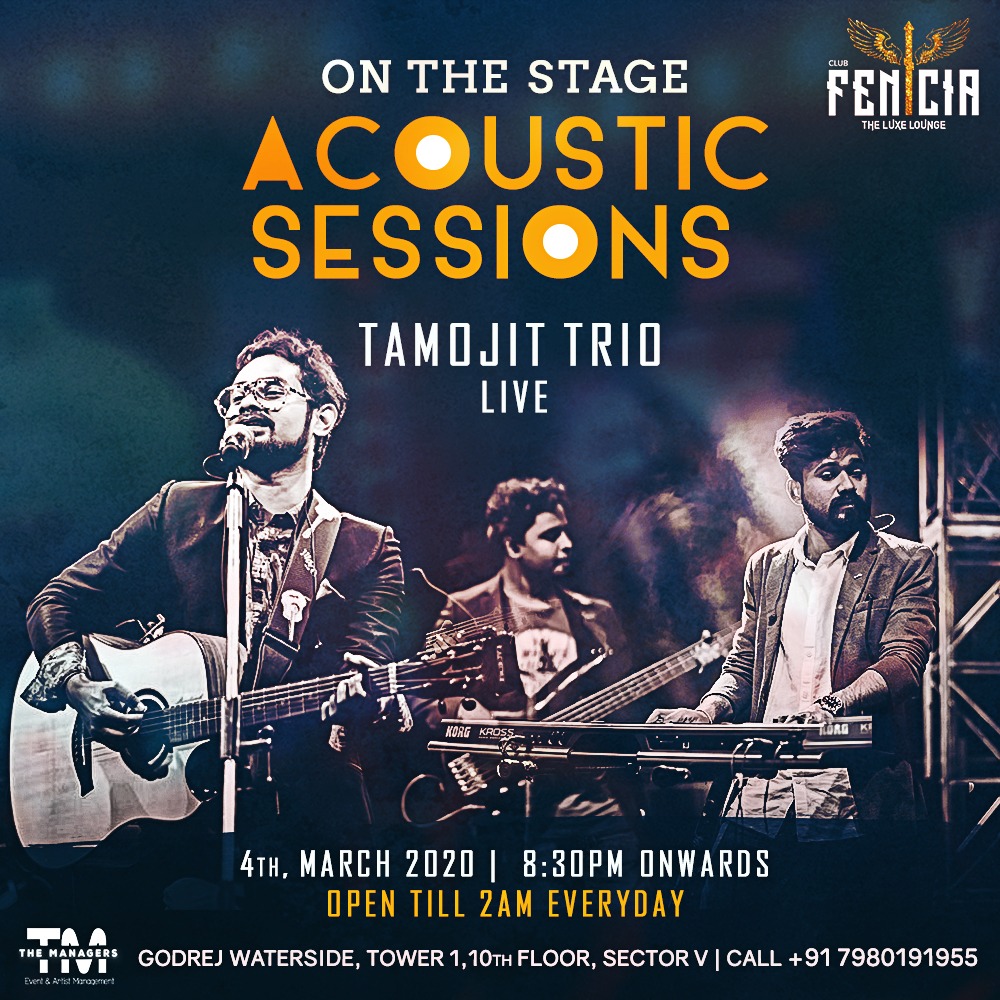 ON THE STAGE
ACOUSTIC
SESSIONS
CLUB
FENICIA
THE LUXE LOUNGE
TAMOJIT TRIO
LIVE
KORG KROSS
KORG K
4TH, MARCH 2020 | 8:30PM ONWARDS
OPEN TILL 2AM EVERYDAY
TM
THE MANAGERS
Event & Artist Management
GODREJ WATERSIDE, TOWER 1,10TH FLOOR, SECTOR V | CALL +91 7980191955